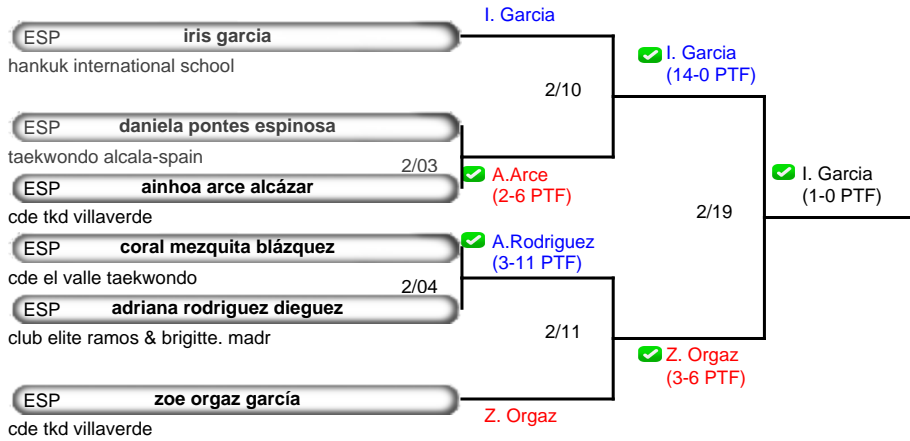 I. Garcia
ESP iris garcia
hankuk international school
I. Garcia
(14-0 PTF)
2/10
ESP daniela pontes espinosa
taekwondo alcala-spain
2/03
ESP ainhoa arce alcázar
cde tkd villaverde
A.Arce
(2-6 PTF)
I. Garcia
(1-0 PTF)
2/19
ESP coral mezquita blázquez
cde el valle taekwondo
A.Rodriguez
(3-11 PTF)
2/04
ESP adriana rodriguez dieguez
club elite ramos & brigitte. madr
2/11
Z. Orgaz
(3-6 PTF)
ESP zoe orgaz garcía
cde tkd villaverde
Z. Orgaz